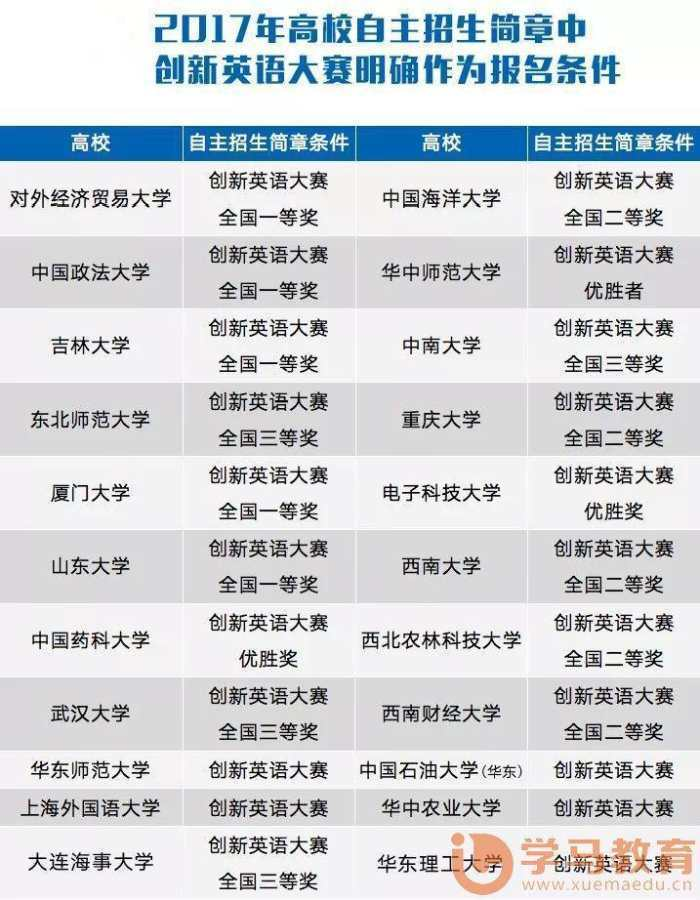 2017年高校自主招生简章中
创新英语大赛明确作为报名条件
高校 自主招生简章条件 高校 自主招生简章条件
对外经济贸易大学 创新英语大赛 全国一等奖 中国海洋大学 创新英语大赛 全国二等奖
中国政法大学 创新英语大赛 全国一等奖 华中师范大学 创新英语大赛 优胜者
吉林大学 创新英语大赛 全国一等奖 中南大学 创新英语大赛 全国三等奖
东北师范大学 创新英语大赛 全国三等奖 重庆大学 创新英语大赛 全国二等奖
厦门大学 创新英语大赛 全国一等奖 电子科技大学 创新英语大赛 优胜奖
山东大学 创新英语大赛 全国一等奖 西南大学 创新英语大赛 全国二等奖
中国药科大学 创新英语大赛 优胜奖 西北农林科技大学 创新英语大赛 全国二等奖
武汉大学 创新英语大赛 全国三等奖 西南财经大学 创新英语大赛 全国二等奖
华东师范大学 创新英语大赛 中国石油大学(华东) 创新英语大赛
上海外国语大学 创新英语大赛 华中农业大学 创新英语大赛
大连海事大学 创新英语大赛 全国三等奖 华东理工大学 创新英语大赛
学马教育
www.xuemaedu.cn